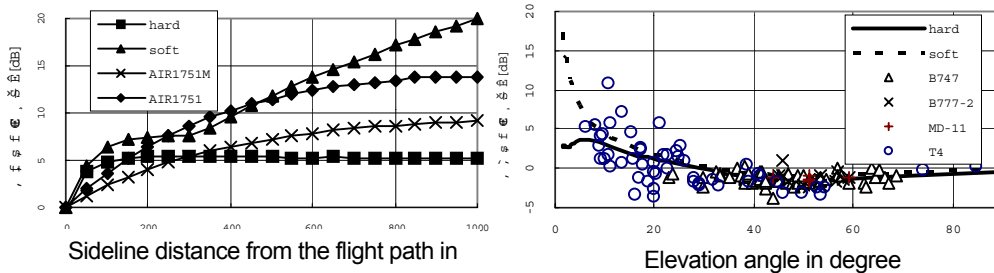 hard
soft
AIR1751M
AIR1751
20
15
10
5
0
[dB]
0 200 400 600 800 1000
Sideline distance from the flight path in
hard
soft
B747
B777-2
MD-11
T4
20
15
10
5
0
-5
[dB]
0 20 40 60 80
Elevation angle in degree